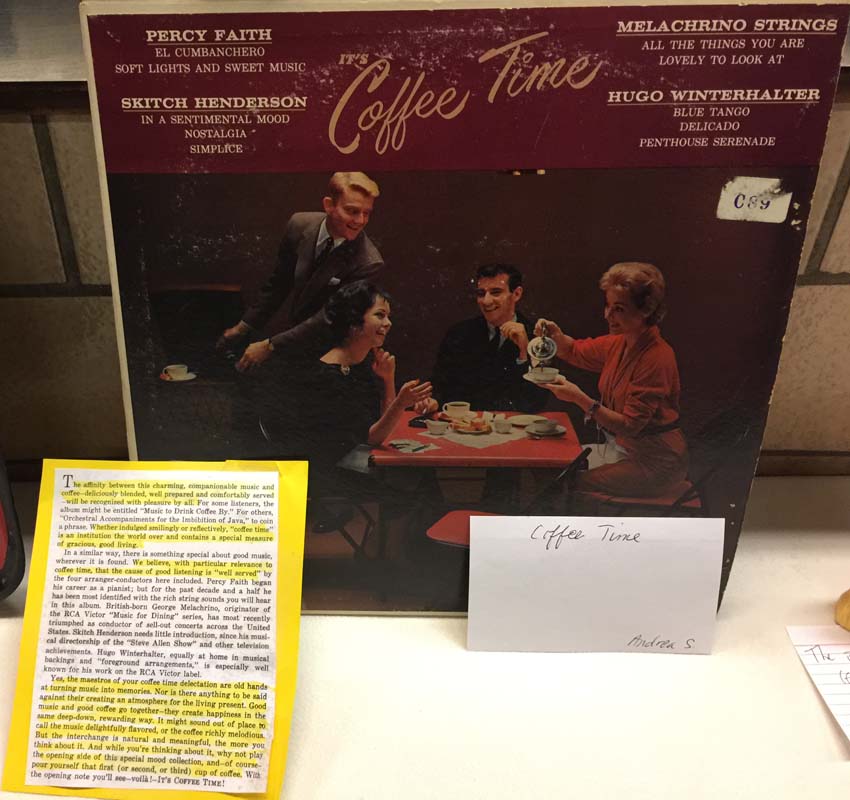 PERCY FAITH
EL CUMBANCHERO
SOFT LIGHTS AND SWEET MUSIC
SKITCH HENDERSON
IN A SENTIMENTAL MOOD
NOSTALGIA
SIMPLICE
IT'S
Coffee Time
MELACHRINO STRINGS
ALL THE THINGS YOU ARE
LOVELY TO LOOK AT
HUGO WINTERHALTER
BLUE TANGO
DELICADO
PENTHOUSE SERENADE
C89
The affinity between this charming, companionable music and
coffee—deliciously blended, well prepared and comfortably served
—will be recognized with pleasure by all. For some listeners, the
album might be entitled "Music to Drink Coffee By." For others,
"Orchestral Accompaniments for the Imbibition of Java," to coin
a phrase. Whether indulged smilingly or reflectively, "coffee time"
is an institution the world over and contains a special measure
of gracious, good living.
In a similar way, there is something special about good music,
wherever it is found. We believe, with particular relevance to
coffee time, that the cause of good listening is "well served" by
the four arranger-conductors here included. Percy Faith began
his career as a pianist; but for the past decade and a half he
has been most identified with the rich string sounds you will hear
in this album. British-born George Melachrino, originator of
the RCA Victor "Music for Dining" series, has most recently
triumphed as conductor of sell-out concerts across the United
States. Skitch Henderson needs little introduction, since his musi-
cal directorship of the "Steve Allen Show" and other television
achievements. Hugo Winterhalter, equally at home in musical
backings and "foreground arrangements," is especially well
known for his work on the RCA Victor label.
Yes, the maestros of your coffee time delectation are old hands
at turning music into memories. Nor is there anything to be said
against their creating an atmosphere for the living present. Good
music and good coffee go together—they create happiness in the
same deep-down, rewarding way. It might sound out of place to
call the music delightfully flavored, or the coffee richly melodious.
But the interchange is natural and meaningful, the more you
think about it. And while you're thinking about it, why not play
the opening side of this special mood collection, and—of course—
pour yourself that first (or second, or third) cup of coffee. With
the opening note you'll see—voilà!—IT'S COFFEE TIME!
Coffee Time
Andrea S
The